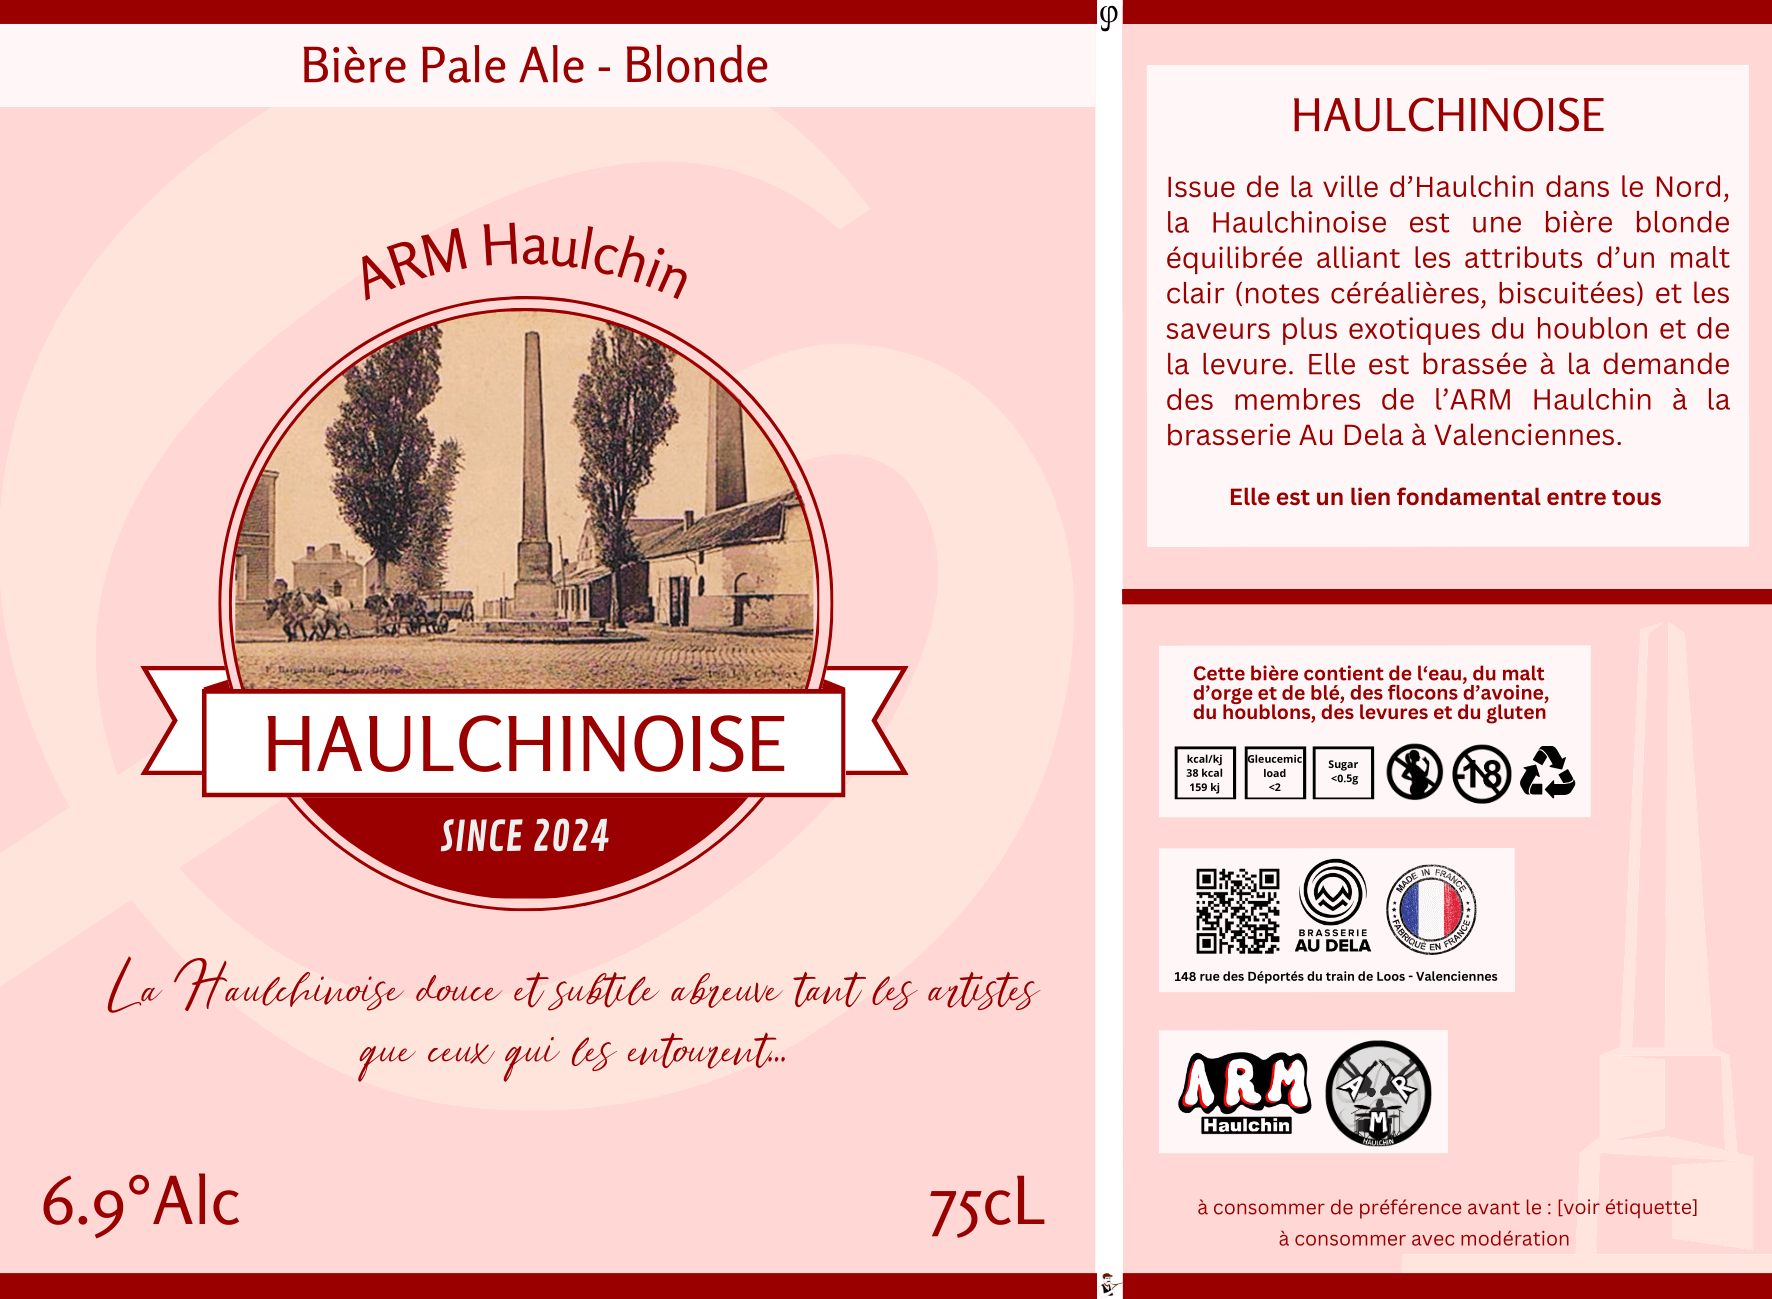 Bière Pale Ale - Blonde
ARM Haulchin
HAULCHINOISE
SINCE 2024
La Haulchinoise douce et subtile abreuve tant les artistes
que ceux qui les entourent...
6.9°Alc
75cL
φ
HAULCHINOISE
Issue de la ville d’Haulchin dans le Nord,
la Haulchinoise est une bière blonde
équilibrée alliant les attributs d’un malt
clair (notes céréalières, biscuitées) et les
saveurs plus exotiques du houblon et de
la levure. Elle est brassée à la demande
des membres de l’ARM Haulchin à la
brasserie Au Dela à Valenciennes.
Elle est un lien fondamental entre tous
Cette bière contient de l‘eau, du malt
d’orge et de blé, des flocons d’avoine,
du houblons, des levures et du gluten
kcal/kj
38 kcal
159 kj
Gleucemic
load
<2
Sugar
<0.5g
-18
BRASSERIE
AU DELA
MADE IN FRANCE
FABRIQUÉ EN FRANCE
148 rue des Déportés du train de Loos - Valenciennes
ARM
Haulchin
A R
M
HAULCHIN
à consommer de préférence avant le : [voir étiquette]
à consommer avec modération